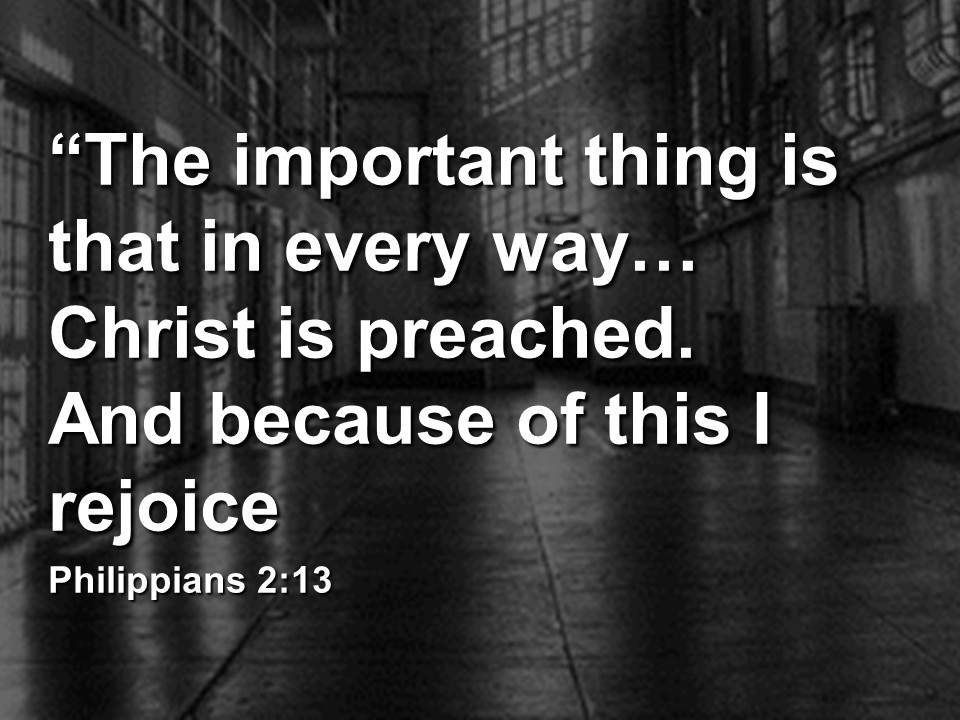 “The important thing is
that in every way…
Christ is preached.
And because of this I
rejoice
Philippians 2:13